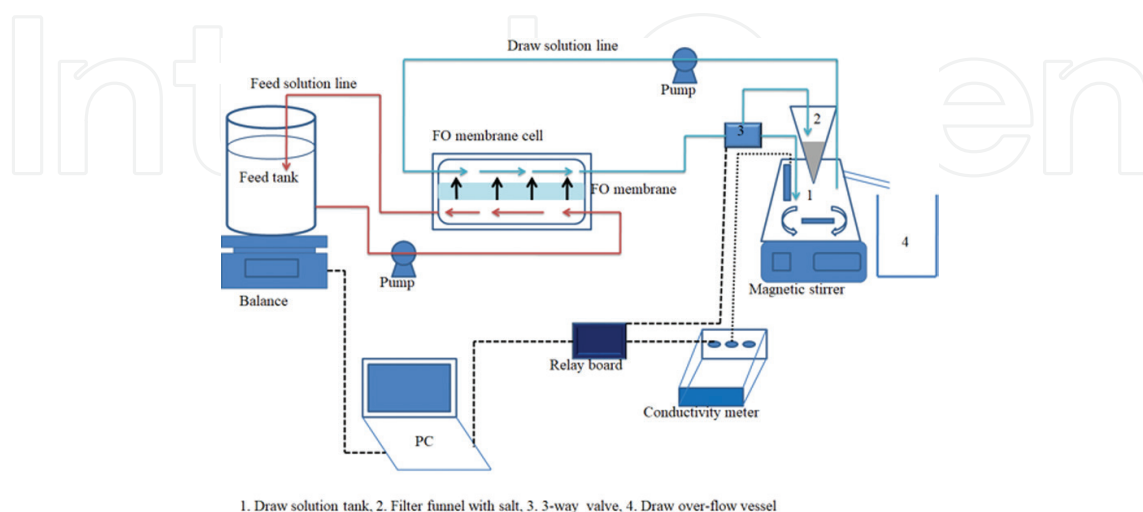 Draw solution line
Feed solution line
Pump
2
FO membrane cell
3
Feed tank
FO membrane
1
4
Pump
Magnetic stirrer
Balance
Relay board
Conductivity meter
PC
1. Draw solution tank, 2. Filter funnel with salt, 3. 3-way valve, 4. Draw over-flow vessel